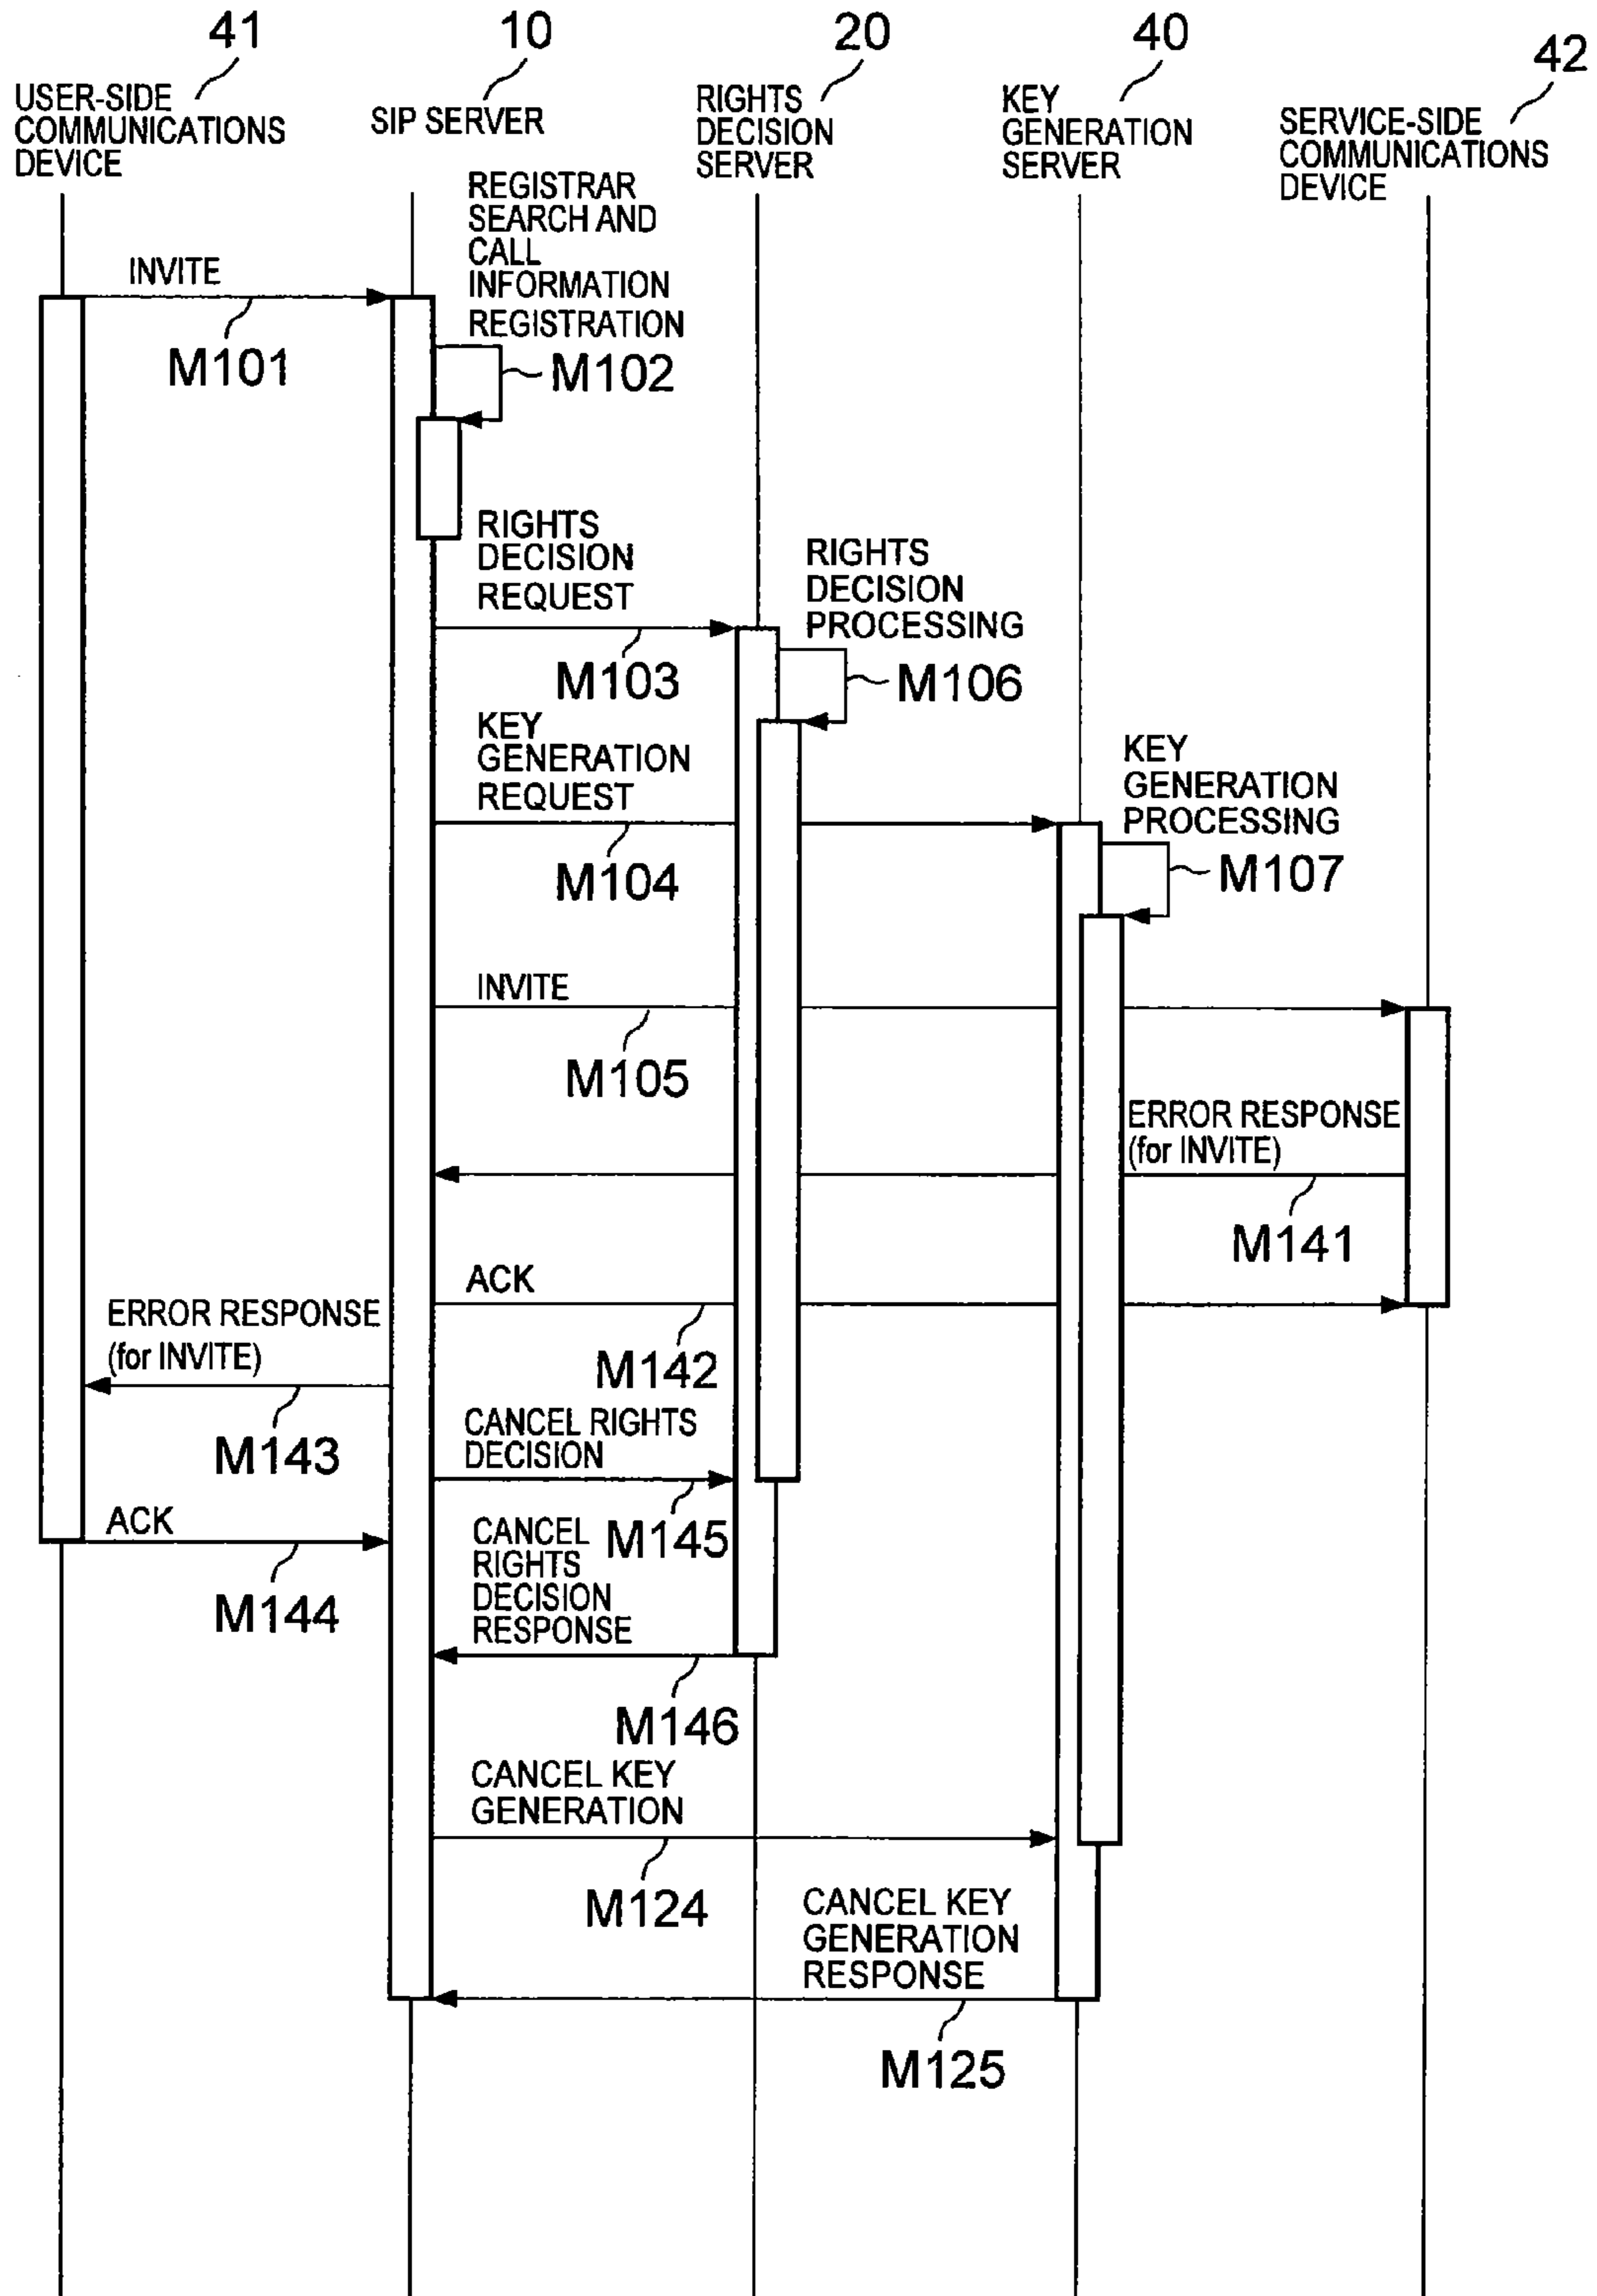 41
10
20
40
42
USER-SIDE
COMMUNICATIONS
DEVICE
SIP SERVER
RIGHTS
DECISION
SERVER
KEY
GENERATION
SERVER
SERVICE-SIDE
COMMUNICATIONS
DEVICE
REGISTRAR
SEARCH AND
CALL
INFORMATION
REGISTRATION
INVITE
M101
M102
RIGHTS
DECISION
REQUEST
M103
RIGHTS
DECISION
PROCESSING
M106
KEY
GENERATION
REQUEST
M104
KEY
GENERATION
PROCESSING
M107
INVITE
M105
ERROR RESPONSE
(for INVITE)
M141
ACK
M142
ERROR RESPONSE
(for INVITE)
M143
CANCEL RIGHTS
DECISION
M145
ACK
M144
CANCEL
RIGHTS
DECISION
RESPONSE
M146
CANCEL KEY
GENERATION
M124
CANCEL KEY
GENERATION
RESPONSE
M125